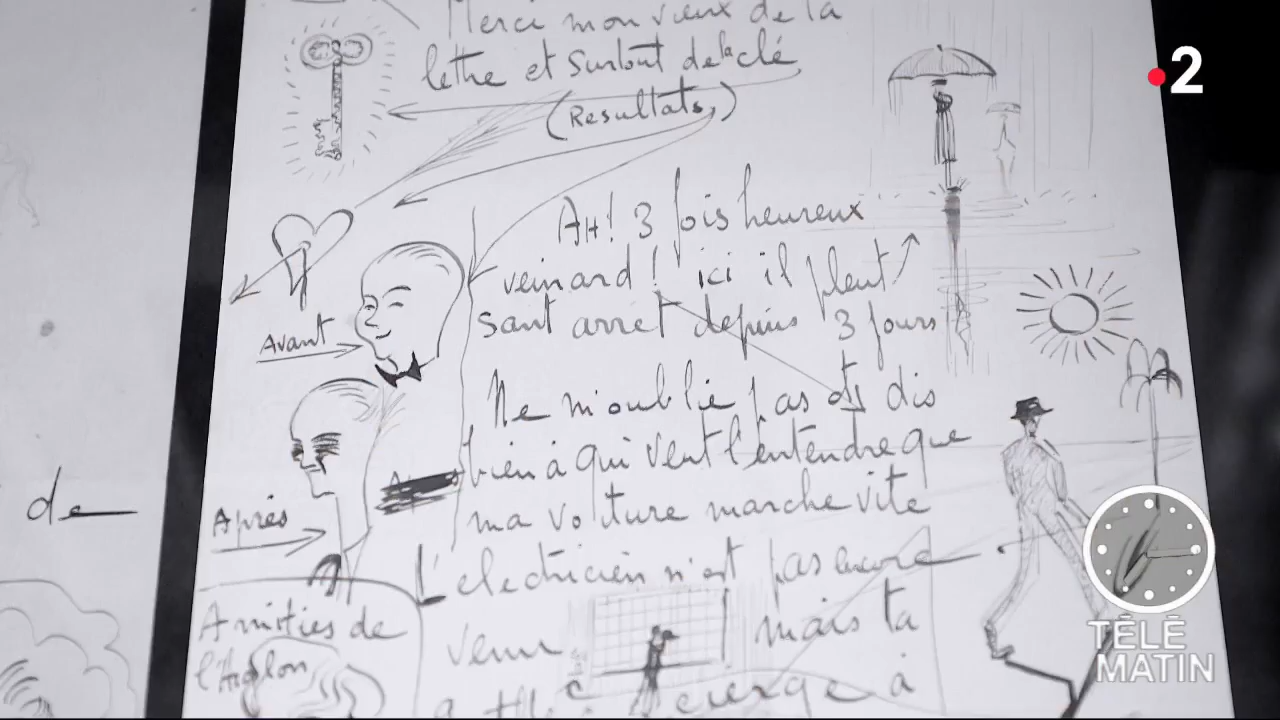 Merci mon vieux de la
lettre et surtout de la clé
(Resultats,)
AH! 3 fois heureux
veinard! ici il pleut
sant arret depuis 3 jours
Avant
Ne m'oublie pas et dis
bien à qui veut l'entendre que
ma voiture marche vite
Après
L'electricien n'est pas encore
Amitiés de
venu
mais ta
l'
à
de
2
TÉLÉ
MATIN